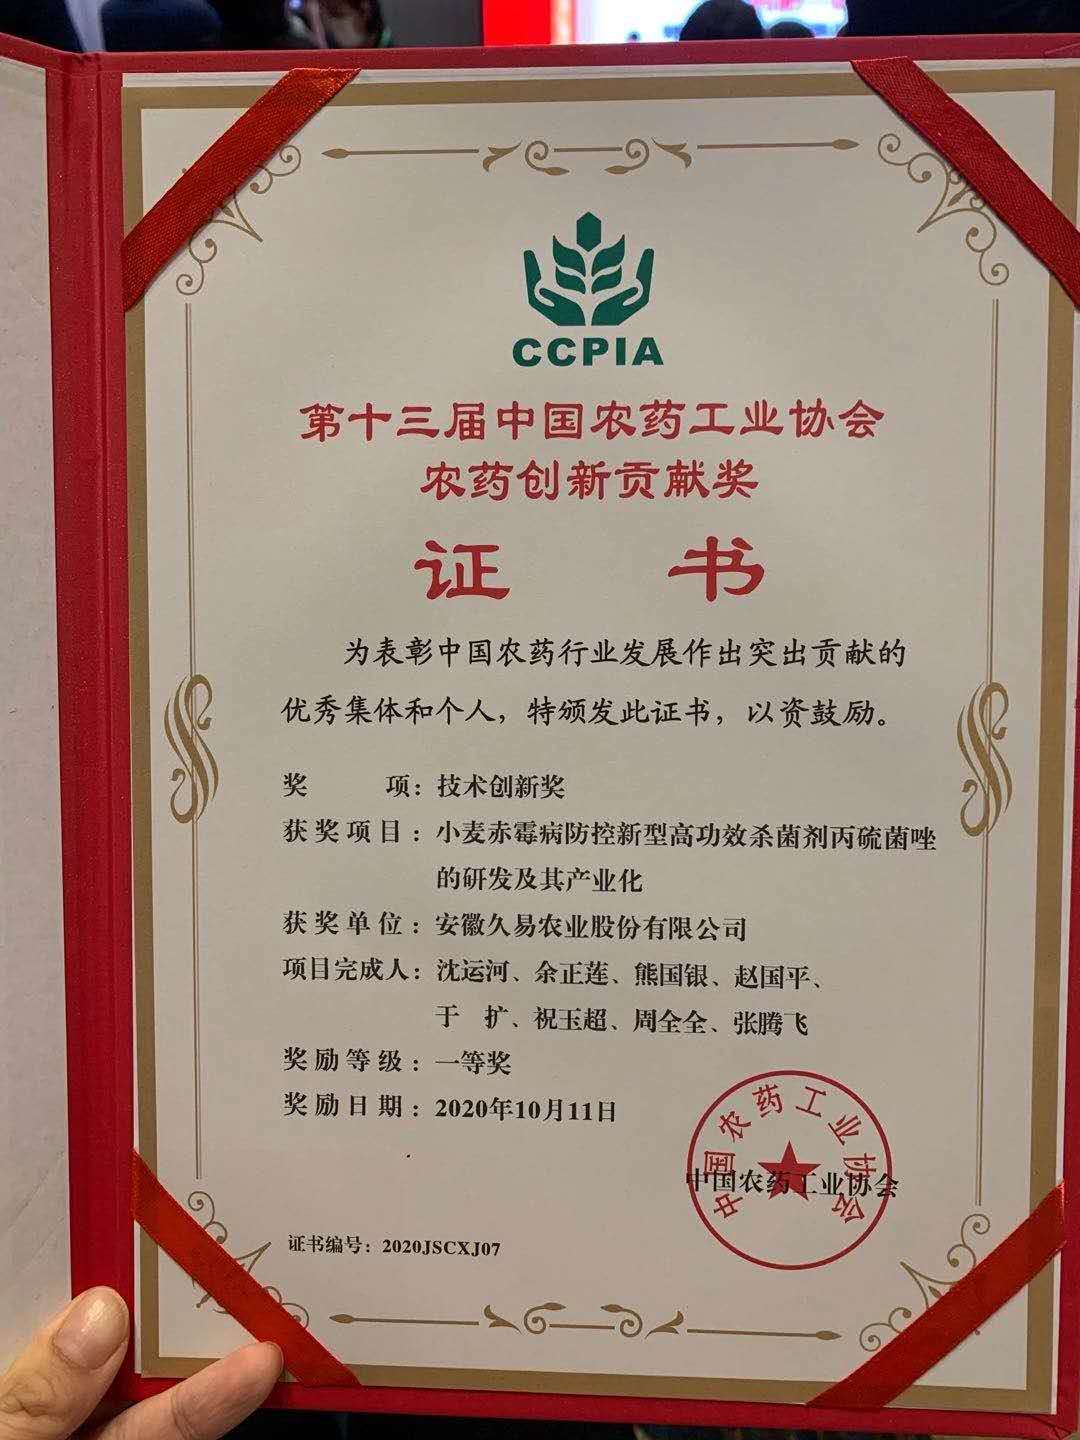 CCPIA
第十三届中国农药工业协会
农药创新贡献奖
证 书
为表彰中国农药行业发展作出突出贡献的
优秀集体和个人，特颁发此证书，以资鼓励。
奖 项：技术创新奖
获奖项目：小麦赤霉病防控新型高功效杀菌剂丙硫菌唑
的研发及其产业化
获奖单位：安徽久易农业股份有限公司
项目完成人：沈运河、余正莲、熊国银、赵国平、
于 扩、祝玉超、周全全、张腾飞
奖励等级：一等奖
奖励日期：2020年10月11日
中国农药工业协会
中国农药工业协会
证书编号：2020JSCXJ07